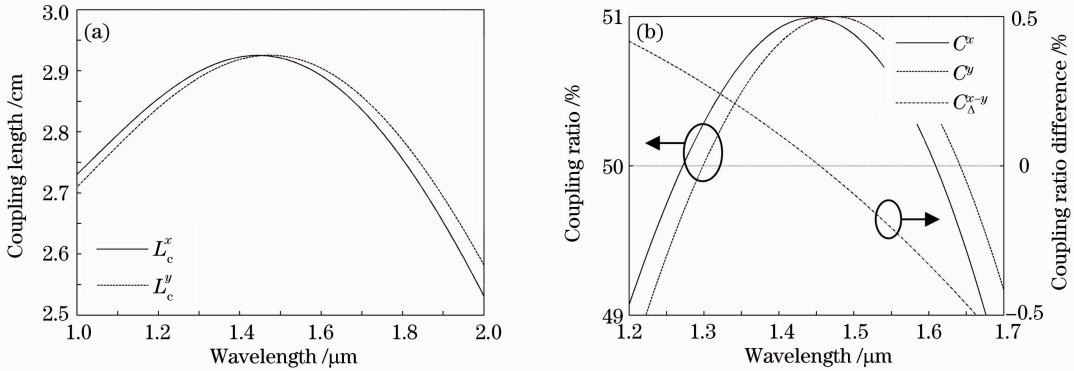 (a)
Coupling length /cm
3.0
2.9
2.8
2.7
2.6
2.5
1.0
1.2
1.4
1.6
1.8
2.0
Wavelength /μm
L_c^x
L_c^y
(b)
Coupling ratio /%
51
50
49
1.2
1.3
1.4
1.5
1.6
1.7
Wavelength /μm
C^x
C^y
C_Δ^{x-y}
0.5
0
-0.5
Coupling ratio difference /%